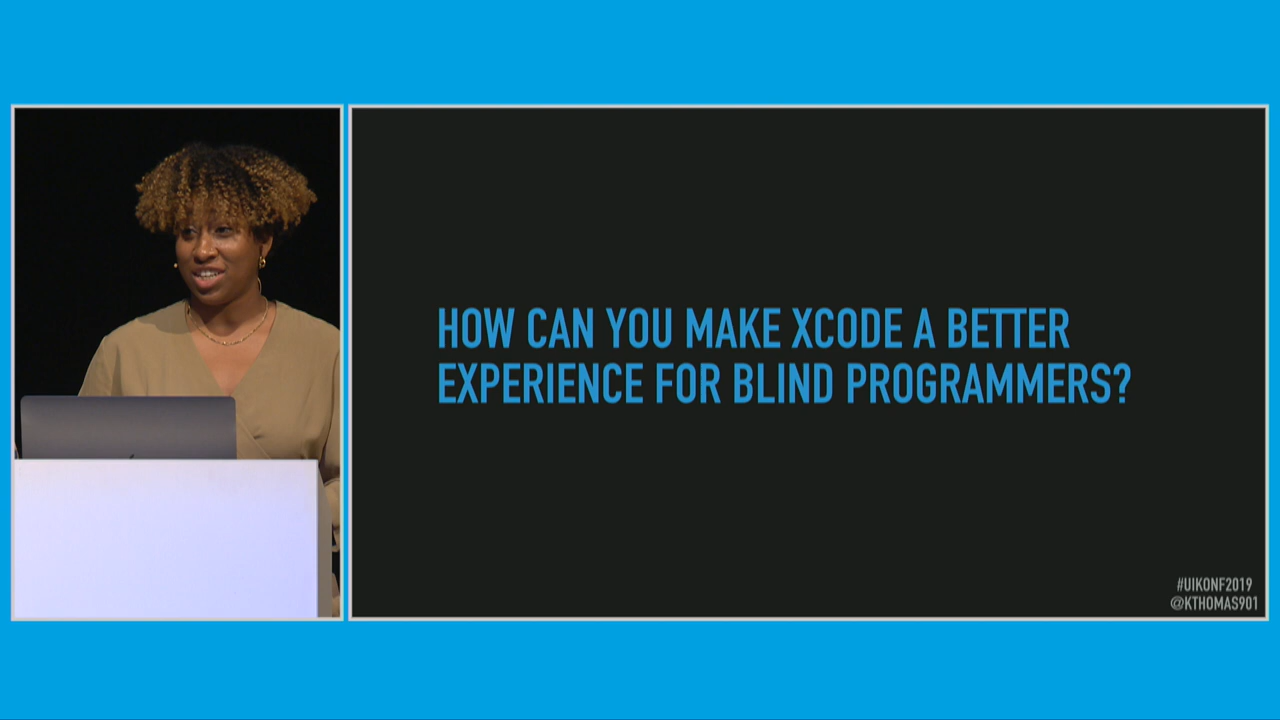 HOW CAN YOU MAKE XCODE A BETTER
EXPERIENCE FOR BLIND PROGRAMMERS?
#UIKONF2019
@KTHOMAS901